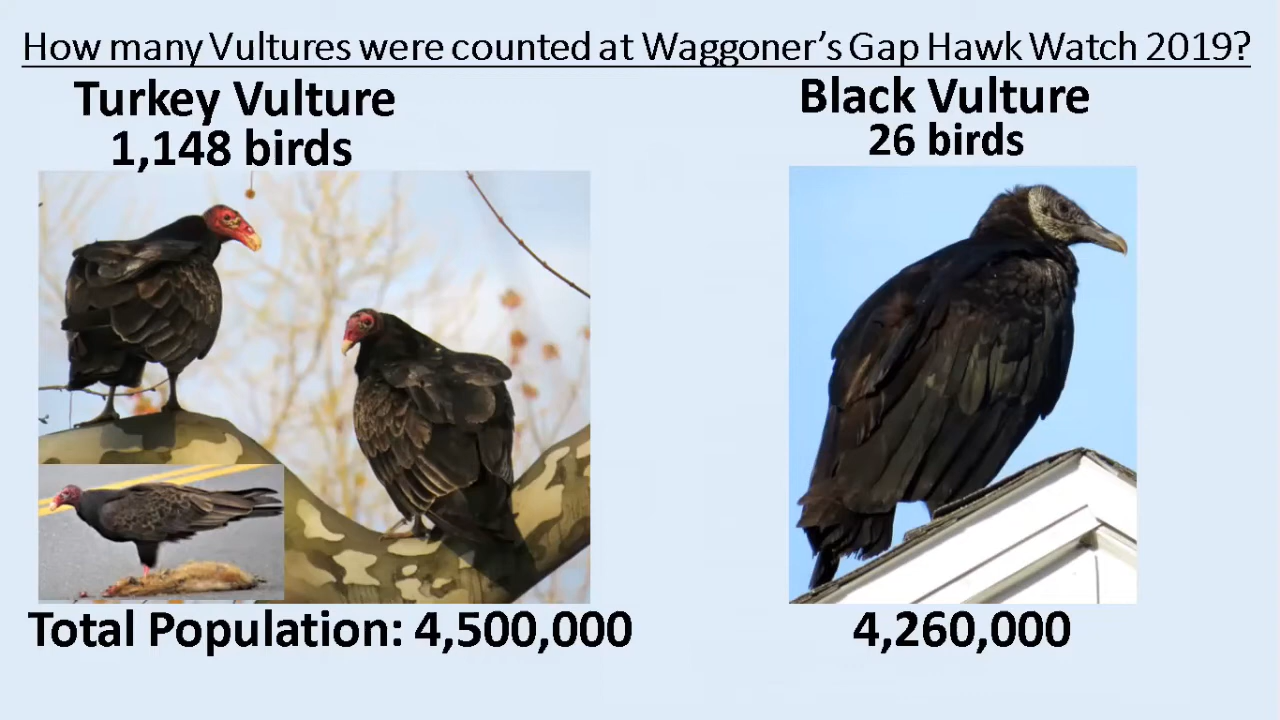 How many Vultures were counted at Waggoner’s Gap Hawk Watch 2019?
Turkey Vulture
1,148 birds
Black Vulture
26 birds
Total Population: 4,500,000
4,260,000